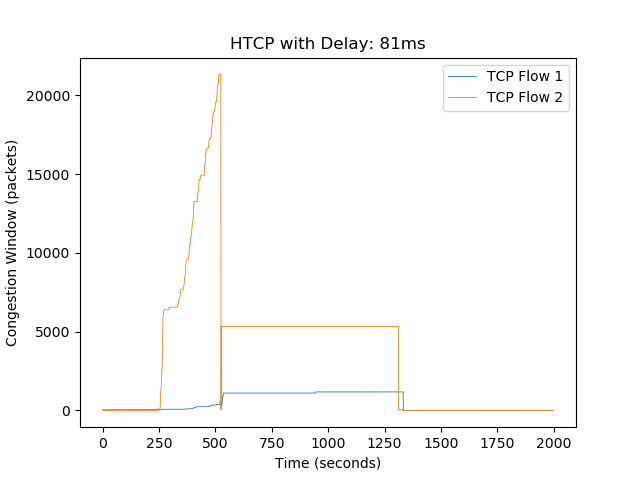 HTCP with Delay: 81ms
TCP Flow 1
TCP Flow 2
Congestion Window (packets)
20000
15000
10000
5000
0
0 250 500 750 1000 1250 1500 1750 2000
Time (seconds)